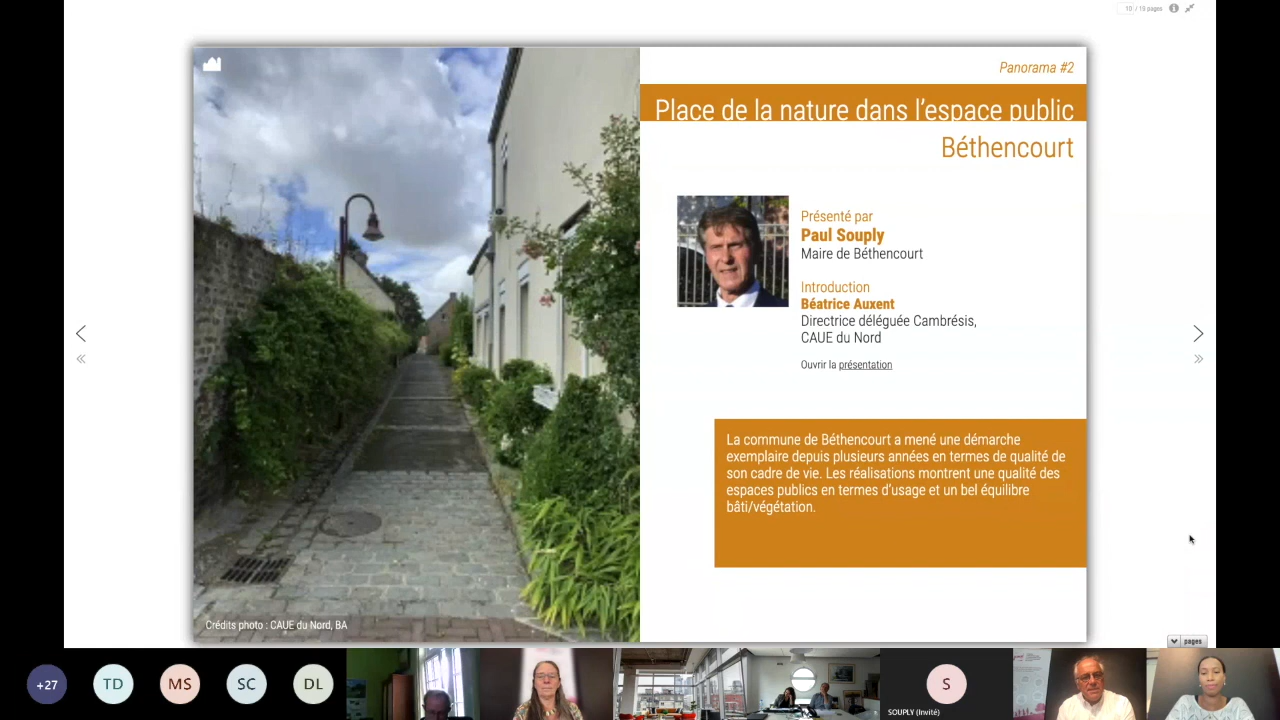 10 / 19 pages
Panorama #2
Place de la nature dans l'espace public
Béthencourt
Présenté par
Paul Souply
Maire de Béthencourt
Introduction
Béatrice Auxent
Directrice déléguée Cambrésis,
CAUE du Nord
Ouvrir la présentation
La commune de Béthencourt a mené une démarche
exemplaire depuis plusieurs années en termes de qualité de
son cadre de vie. Les réalisations montrent une qualité des
espaces publics en termes d'usage et un bel équilibre
bâti/végétation.
Crédits photo : CAUE du Nord, BA
pages
+27
TD
MS
SC
DL
S
SOUPLY (Invité)